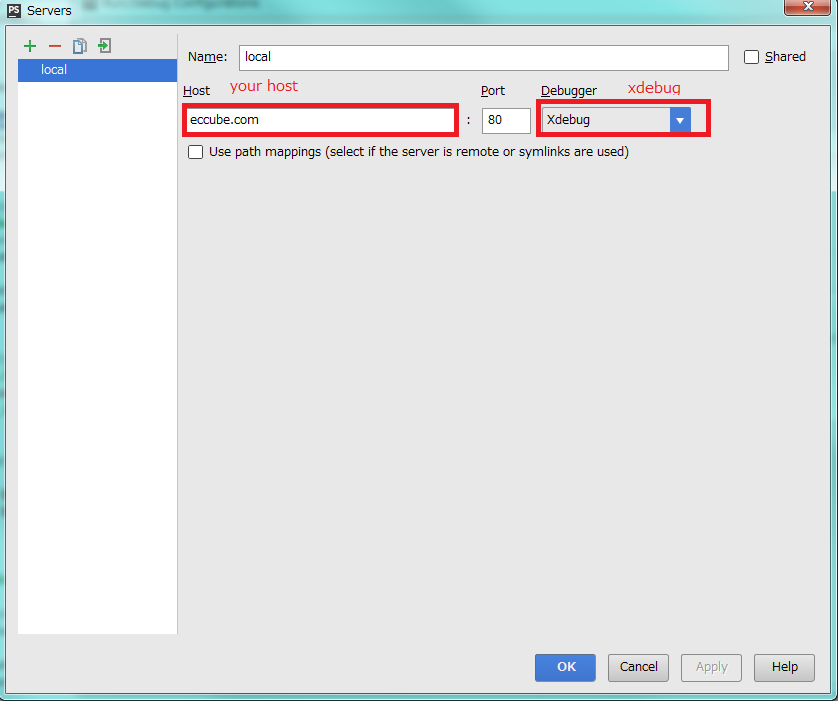 PS Servers
Name: local Shared
local
Host your host Port Debugger xdebug
eccube.com : 80 Xdebug
Use path mappings (select if the server is remote or symlinks are used)
OK Cancel Apply Help